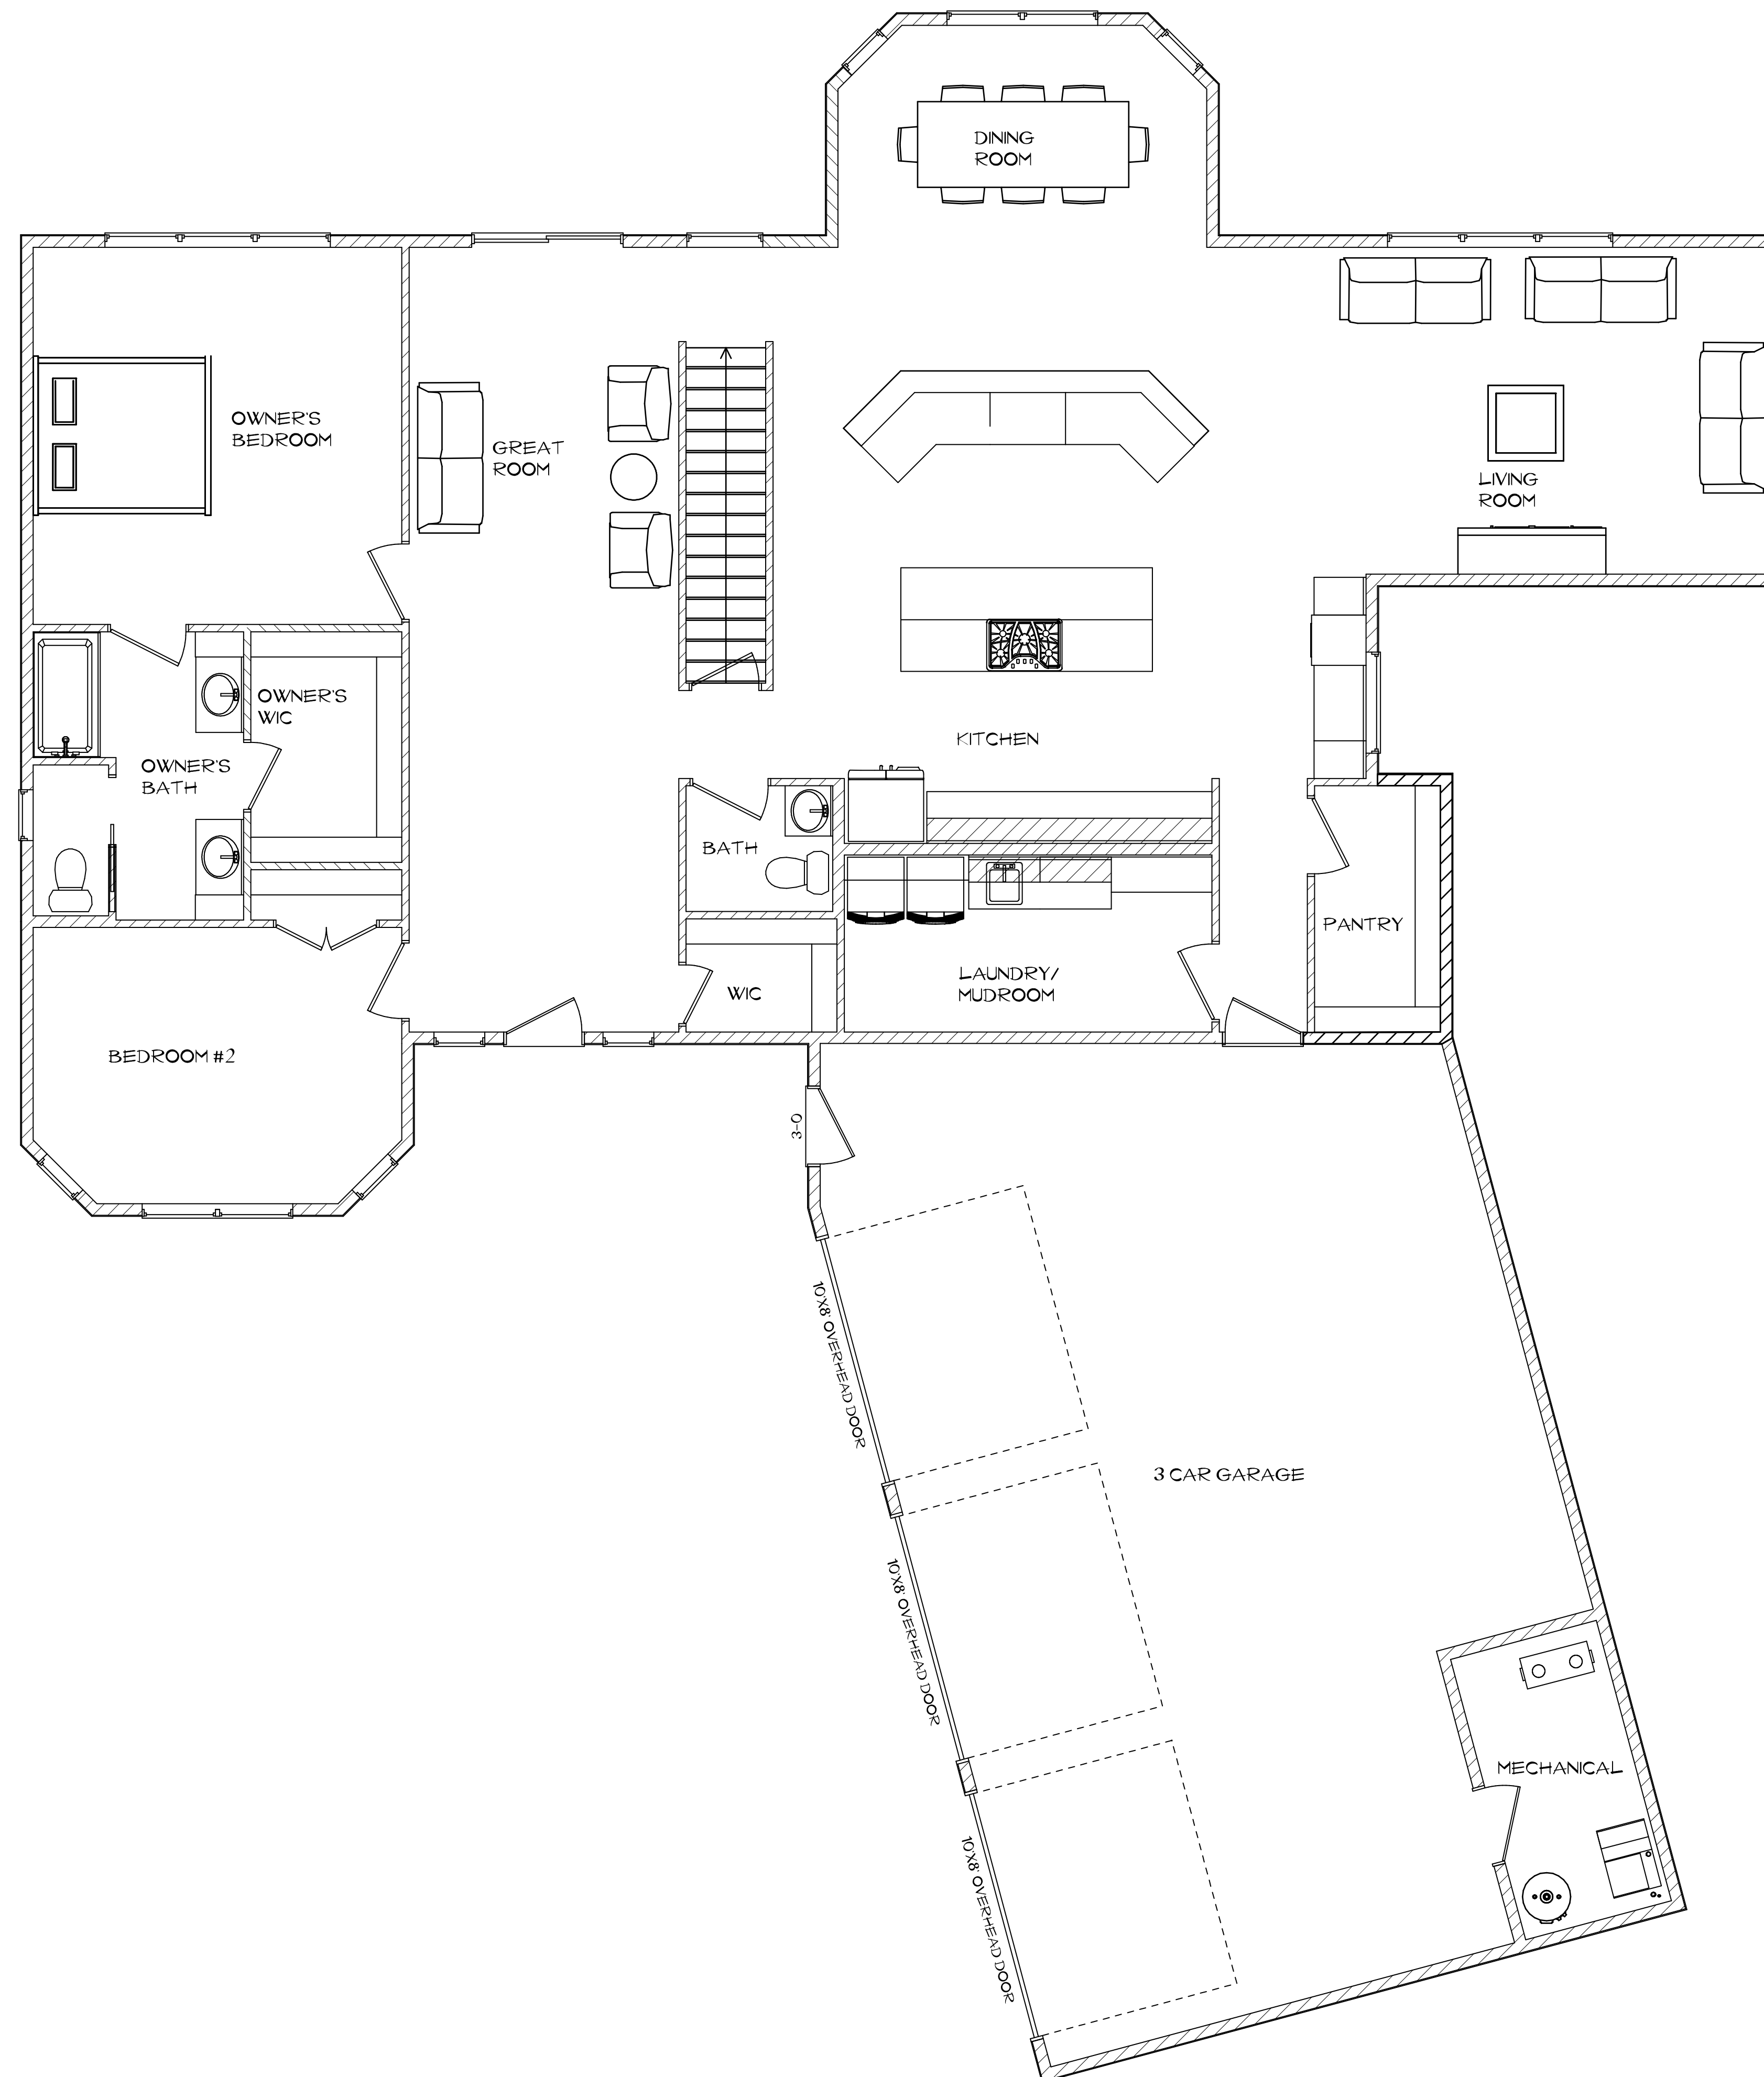 DINING
ROOM
OWNER'S
BEDROOM
GREAT
ROOM
LIVING
ROOM
OWNER'S
WIC
KITCHEN
OWNER'S
BATH
BATH
PANTRY
LAUNDRY/
MUDROOM
WIC
BEDROOM #2
3-0
10'X8' OVERHEAD DOOR
3 CAR GARAGE
10'X8' OVERHEAD DOOR
MECHANICAL
10'X8' OVERHEAD DOOR